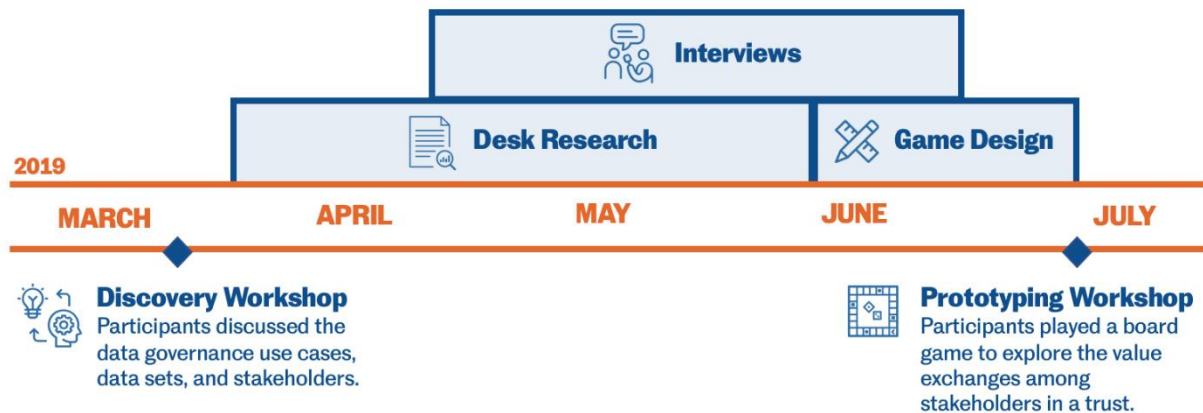 Interviews
Desk Research
Game Design
2019
MARCH
APRIL
MAY
JUNE
JULY
Discovery Workshop
Participants discussed the
data governance use cases,
data sets, and stakeholders.
Prototyping Workshop
Participants played a board
game to explore the value
exchanges among
stakeholders in a trust.